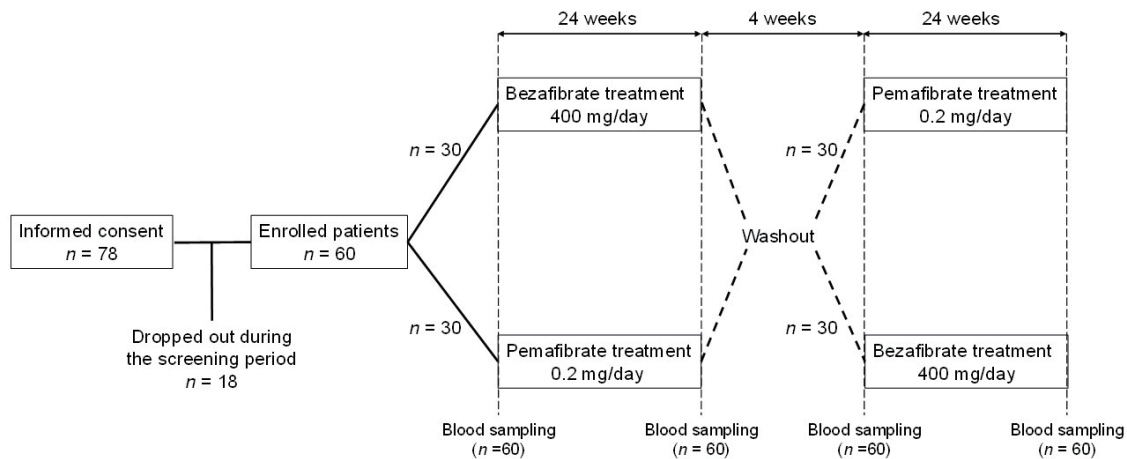 24 weeks
4 weeks
24 weeks
Bezafibrate treatment
400 mg/day
Pemafibrate treatment
0.2 mg/day
n = 30
n = 30
Informed consent
n = 78
Enrolled patients
n = 60
Washout
Dropped out during
the screening period
n = 18
n = 30
n = 30
Pemafibrate treatment
0.2 mg/day
Bezafibrate treatment
400 mg/day
Blood sampling
(n =60)
Blood sampling
(n = 60)
Blood sampling
(n =60)
Blood sampling
(n = 60)